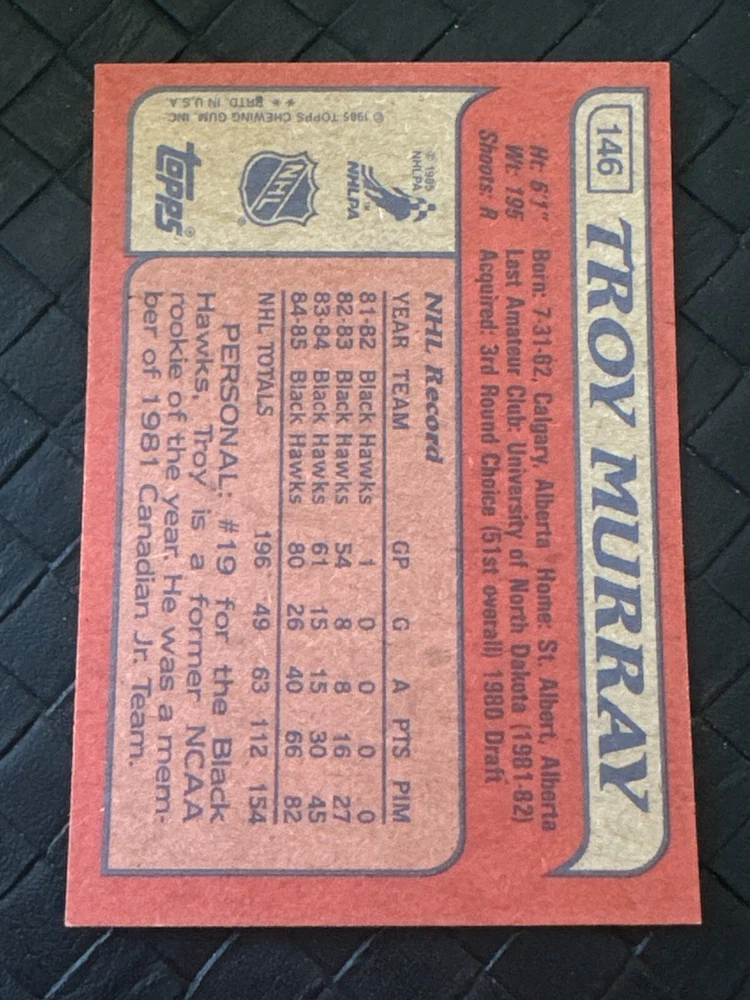 146
TROY MURRAY
Ht: 6'1" Born: 7-31-62, Calgary, Alberta Home: St. Albert, Alberta
Wt: 195 Last Amateur Club: University of North Dakota (1981-82)
Shoots: R Acquired: 3rd Round Choice (51st overall) 1980 Draft
© 1985
NHLPA
NHLPA™
NHL®
TOPPS®
© 1985 TOPPS CHEWING GUM, INC.
** PRTD. IN U.S.A.
NHL Record
YEAR TEAM GP G A PTS PIM
81-82 Black Hawks 1 0 0 0 0
82-83 Black Hawks 54 8 8 16 27
83-84 Black Hawks 61 15 15 30 45
84-85 Black Hawks 80 26 40 66 82
NHL TOTALS 196 49 63 112 154
PERSONAL: #19 for the Black
Hawks, Troy is a former NCAA
rookie of the year. He was a mem-
ber of 1981 Canadian Jr. Team.